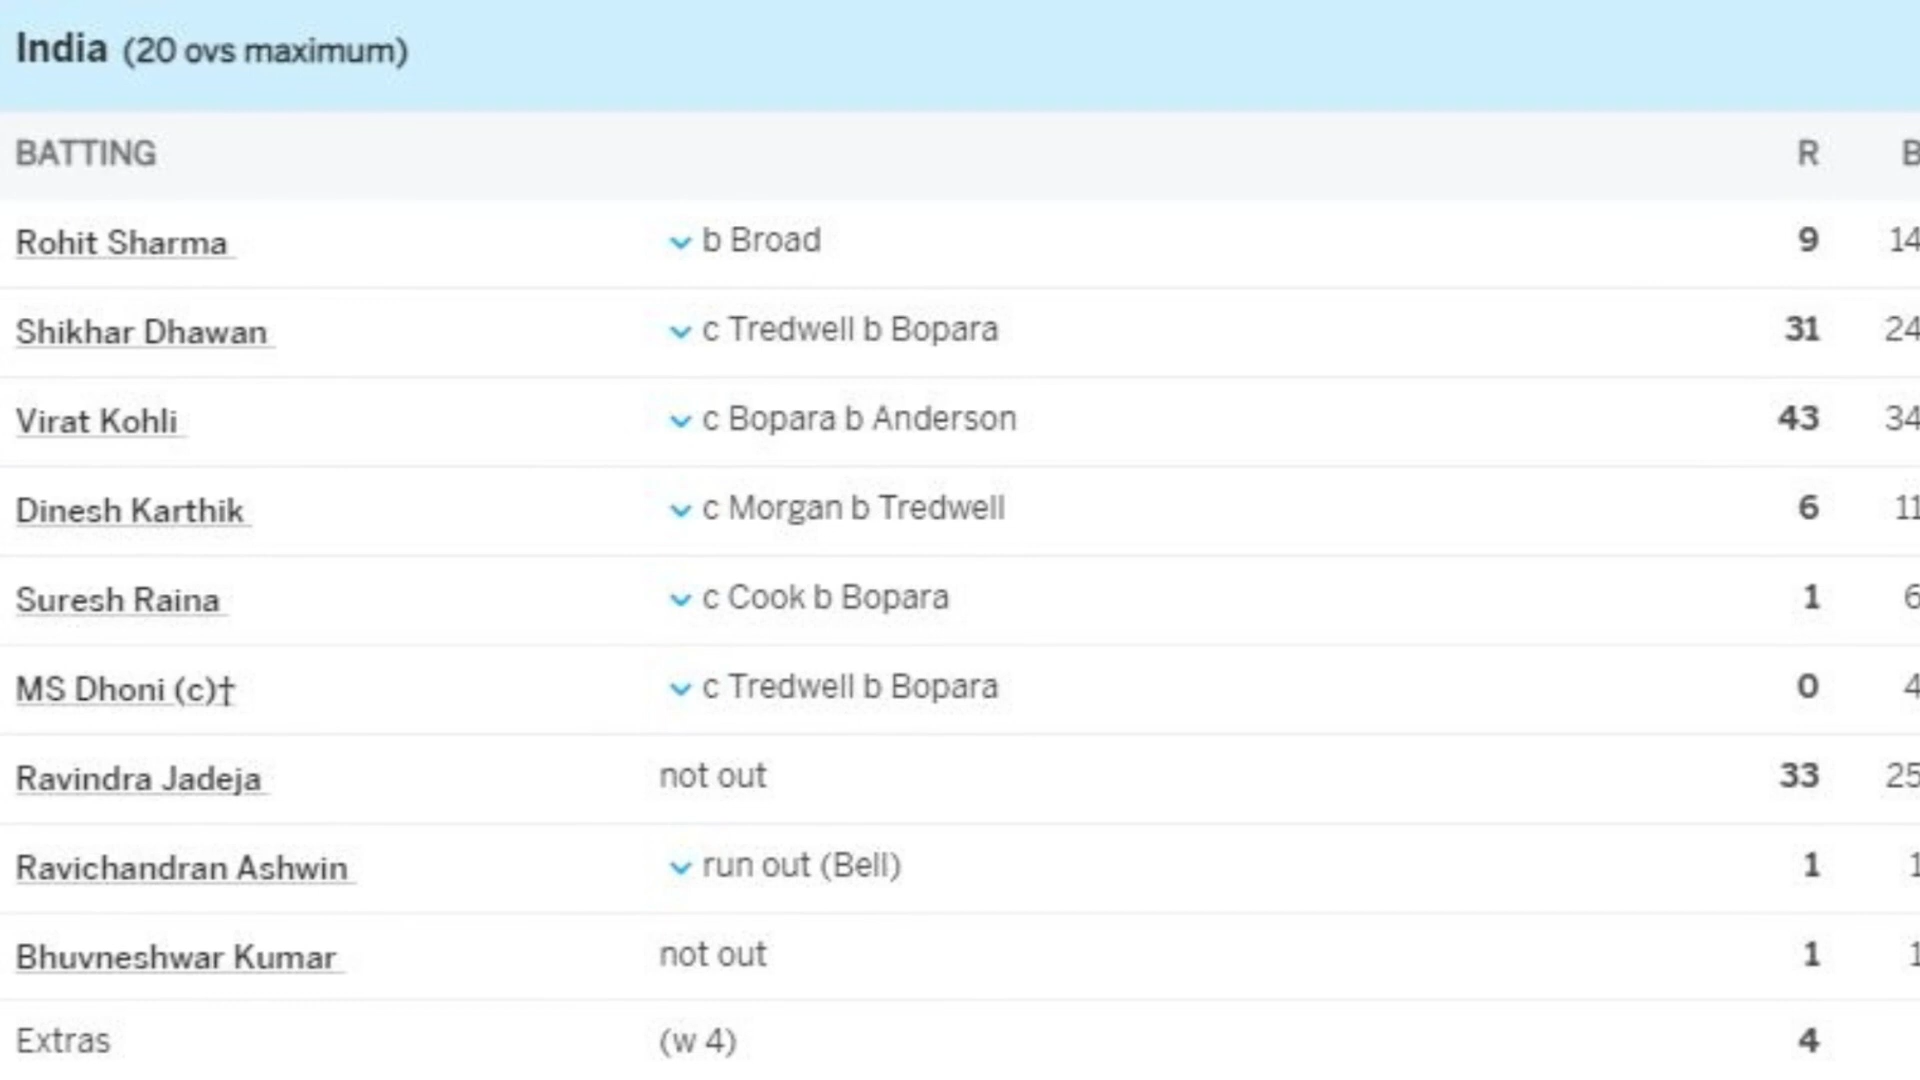 India (20 ovs maximum)
BATTING R B
Rohit Sharma b Broad 9 14
Shikhar Dhawan c Tredwell b Bopara 31 24
Virat Kohli c Bopara b Anderson 43 34
Dinesh Karthik c Morgan b Tredwell 6 11
Suresh Raina c Cook b Bopara 1 6
MS Dhoni (c)† c Tredwell b Bopara 0 4
Ravindra Jadeja not out 33 25
Ravichandran Ashwin run out (Bell) 1 1
Bhuvneshwar Kumar not out 1 1
Extras (w 4) 4